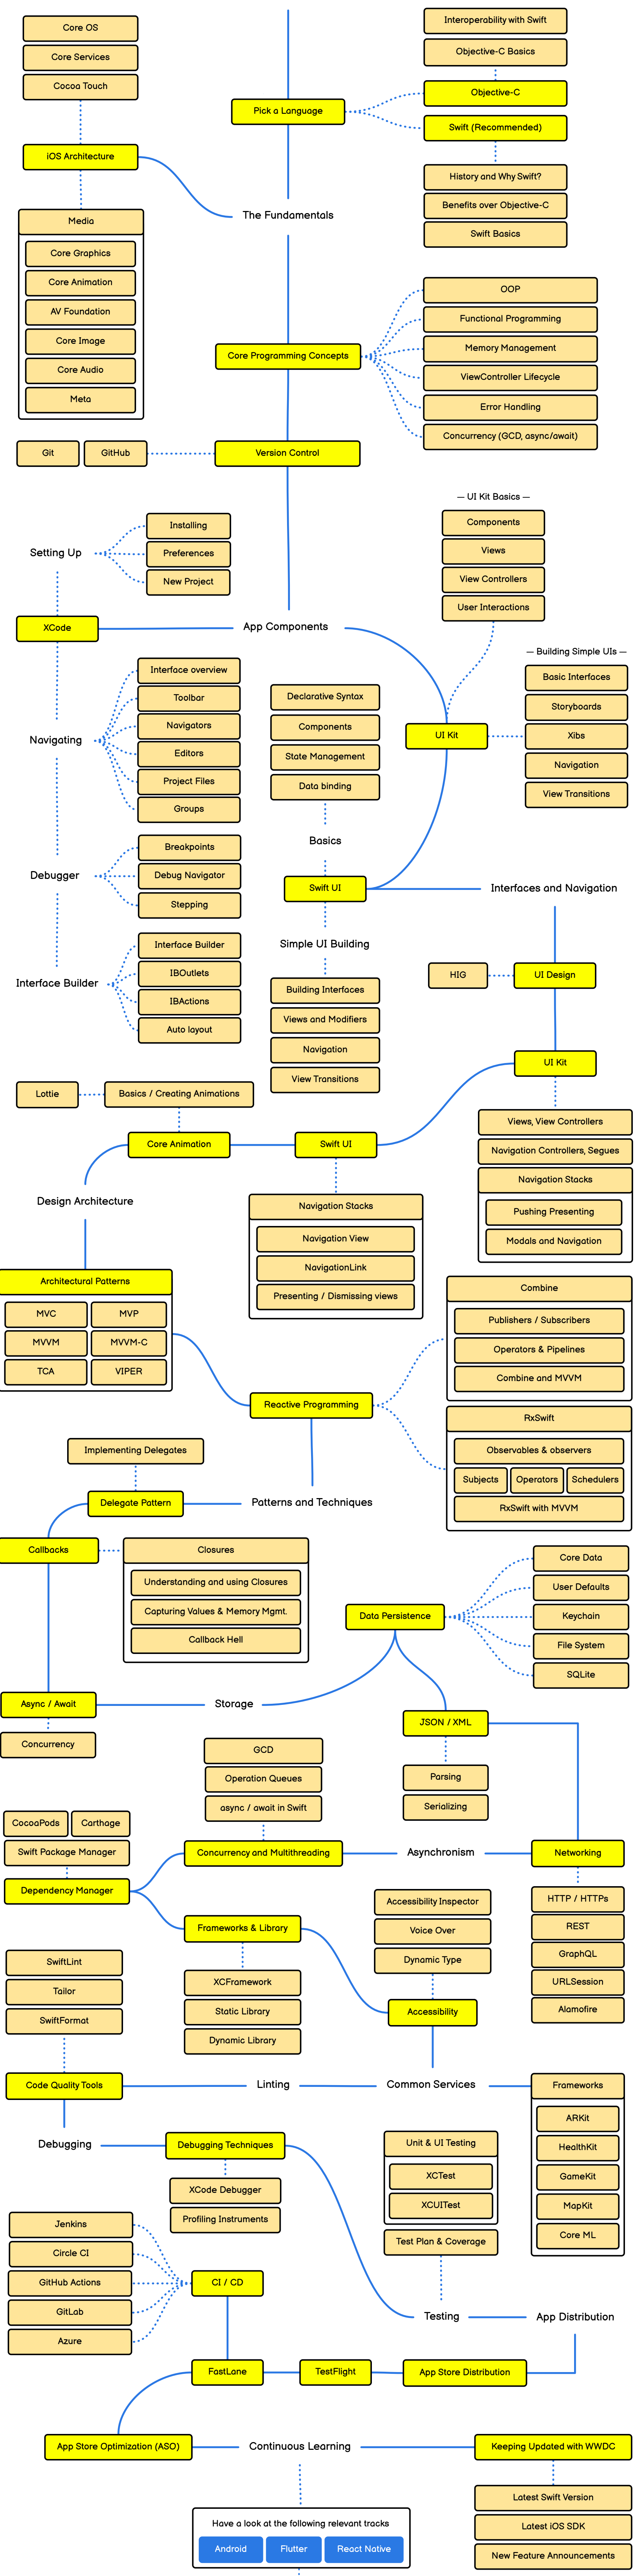 Core OS
Core Services
Cocoa Touch
iOS Architecture
Media
Core Graphics
Core Animation
AV Foundation
Core Image
Core Audio
Meta
Pick a Language
Interoperability with Swift
Objective-C Basics
Objective-C
Swift (Recommended)
History and Why Swift?
Benefits over Objective-C
Swift Basics
The Fundamentals
Core Programming Concepts
OOP
Functional Programming
Memory Management
ViewController Lifecycle
Error Handling
Concurrency (GCD, async/await)
Git
GitHub
Version Control
Setting Up
Installing
Preferences
New Project
XCode
App Components
— UI Kit Basics —
Components
Views
View Controllers
User Interactions
— Building Simple UIs —
Basic Interfaces
Storyboards
Xibs
Navigation
View Transitions
UI Kit
Navigating
Interface overview
Toolbar
Navigators
Editors
Project Files
Groups
Debugger
Breakpoints
Debug Navigator
Stepping
Interface Builder
Interface Builder
IBOutlets
IBActions
Auto layout
Declarative Syntax
Components
State Management
Data binding
Basics
Swift UI
Simple UI Building
Building Interfaces
Views and Modifiers
Navigation
View Transitions
Interfaces and Navigation
HIG
UI Design
UI Kit
Views, View Controllers
Navigation Controllers, Segues
Navigation Stacks
Pushing Presenting
Modals and Navigation
Lottie
Basics / Creating Animations
Core Animation
Swift UI
Navigation Stacks
Navigation View
NavigationLink
Presenting / Dismissing views
Design Architecture
Architectural Patterns
MVC
MVP
MVVM
MVVM-C
TCA
VIPER
Reactive Programming
Combine
Publishers / Subscribers
Operators & Pipelines
Combine and MVVM
RxSwift
Observables & observers
Subjects
Operators
Schedulers
RxSwift with MVVM
Implementing Delegates
Delegate Pattern
Patterns and Techniques
Callbacks
Closures
Understanding and using Closures
Capturing Values & Memory Mgmt.
Callback Hell
Data Persistence
Core Data
User Defaults
Keychain
File System
SQLite
Async / Await
Storage
Concurrency
JSON / XML
Parsing
Serializing
GCD
Operation Queues
async / await in Swift
Concurrency and Multithreading
Asynchronism
Networking
HTTP / HTTPs
REST
GraphQL
URLSession
Alamofire
CocoaPods
Carthage
Swift Package Manager
Dependency Manager
Frameworks & Library
XCFramework
Static Library
Dynamic Library
Accessibility Inspector
Voice Over
Dynamic Type
Accessibility
SwiftLint
Tailor
SwiftFormat
Code Quality Tools
Linting
Common Services
Frameworks
ARKit
HealthKit
GameKit
MapKit
Core ML
Debugging
Debugging Techniques
XCode Debugger
Profiling Instruments
Unit & UI Testing
XCTest
XCUITest
Test Plan & Coverage
Jenkins
Circle CI
GitHub Actions
GitLab
Azure
CI / CD
Testing
App Distribution
FastLane
TestFlight
App Store Distribution
App Store Optimization (ASO)
Continuous Learning
Keeping Updated with WWDC
Latest Swift Version
Latest iOS SDK
New Feature Announcements
Have a look at the following relevant tracks
Android
Flutter
React Native